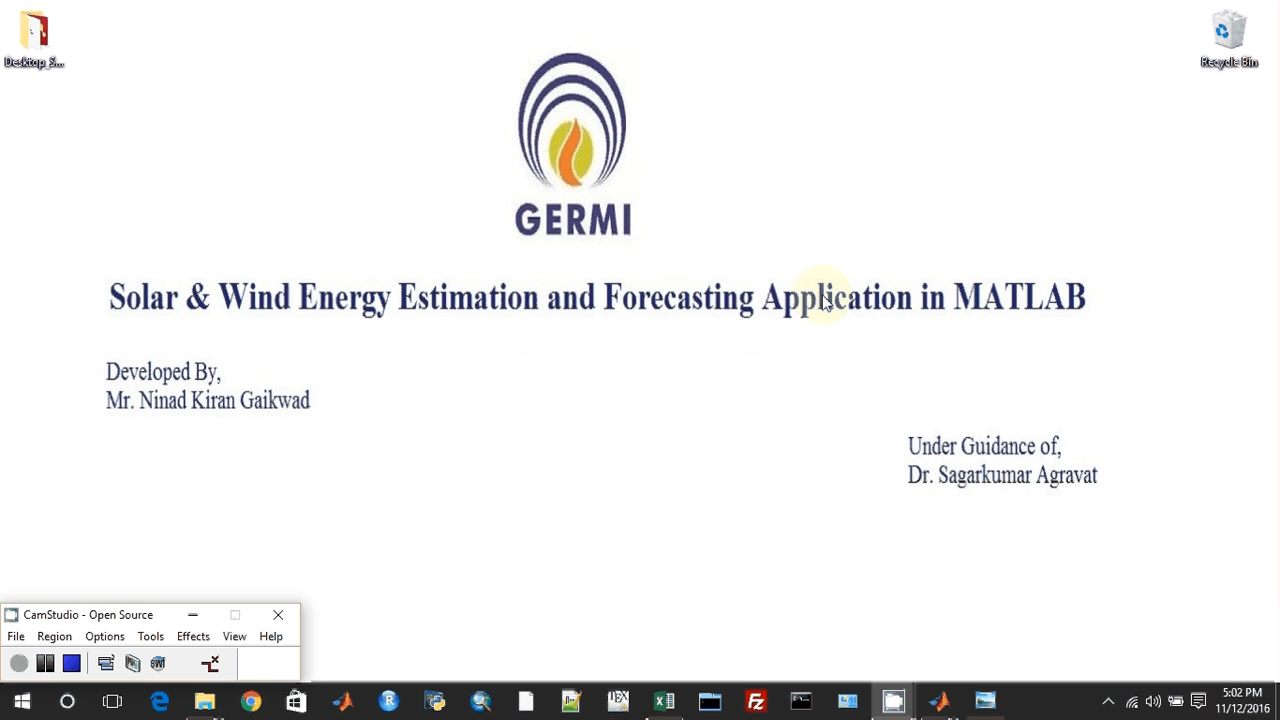 Desktop_S...
Recycle Bin
GERMI
Solar & Wind Energy Estimation and Forecasting Application in MATLAB
Developed By,
Mr. Ninad Kiran Gaikwad
Under Guidance of,
Dr. Sagarkumar Agravat
CamStudio - Open Source
File Region Options Tools Effects View Help
5:02 PM
11/12/2016